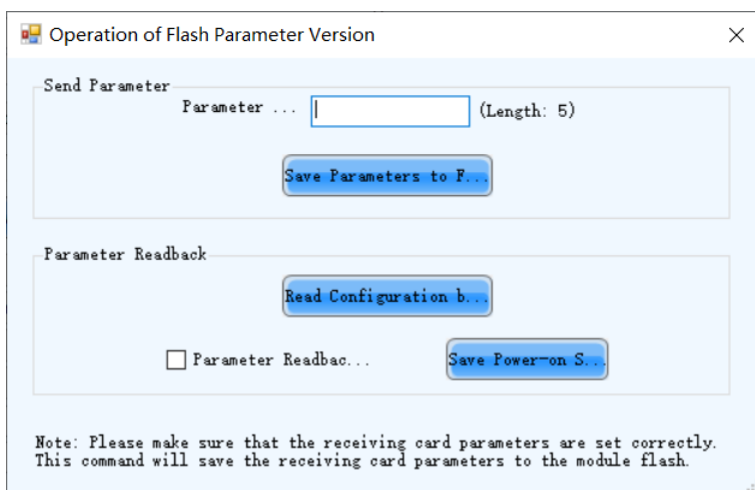 Operation of Flash Parameter Version
Send Parameter
Parameter ... (Length: 5)
Save Parameters to F...
Parameter Readback
Read Configuration b...
Parameter Readbac... Save Power-on S...
Note: Please make sure that the receiving card parameters are set correctly.
This command will save the receiving card parameters to the module flash.